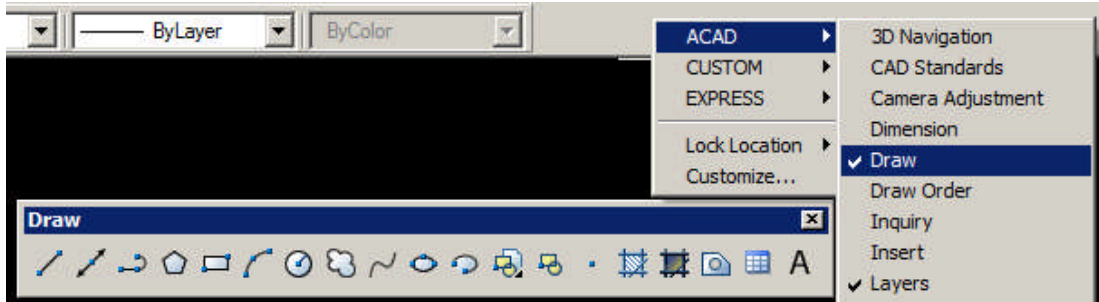 ByLayer
ByColor
ACAD
CUSTOM
EXPRESS
Lock Location
Customize...
3D Navigation
CAD Standards
Camera Adjustment
Dimension
Draw
Draw Order
Inquiry
Insert
Layers
Draw
A